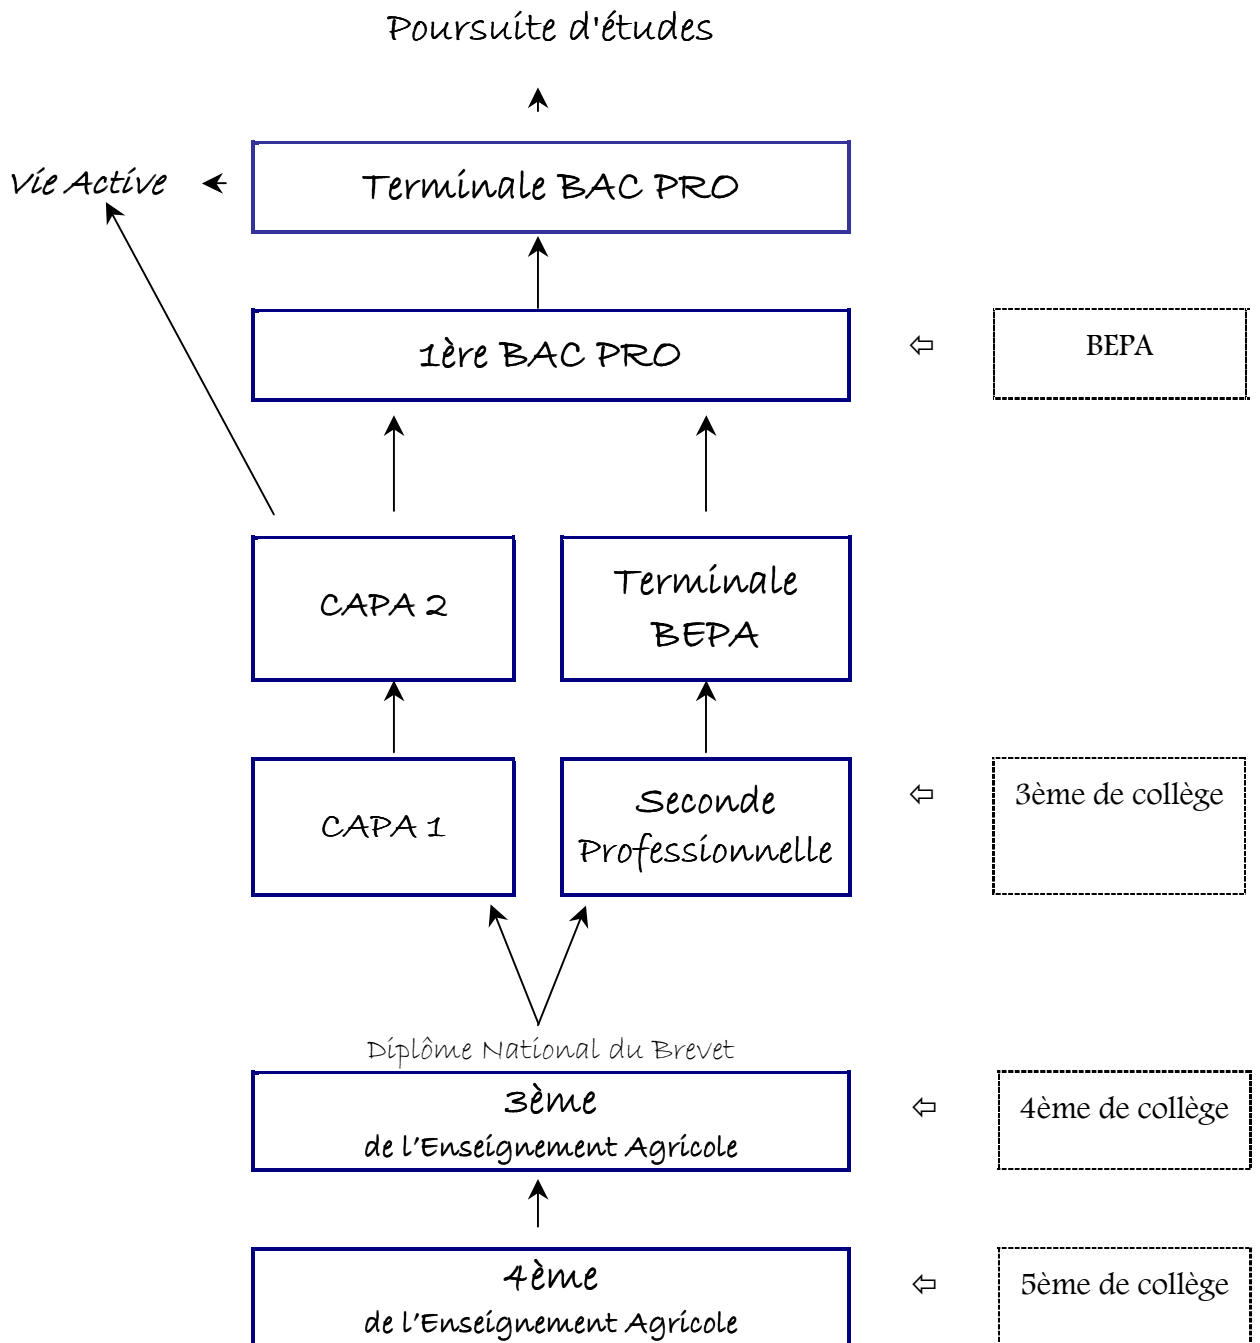 Poursuite d'études
Vie Active
Terminale BAC PRO
1ère BAC PRO
BEPA
CAPA 2
Terminale
BEPA
CAPA 1
Seconde
Professionnelle
3ème de collège
Diplôme National du Brevet
3ème
de l'Enseignement Agricole
4ème de collège
4ème
de l'Enseignement Agricole
5ème de collège